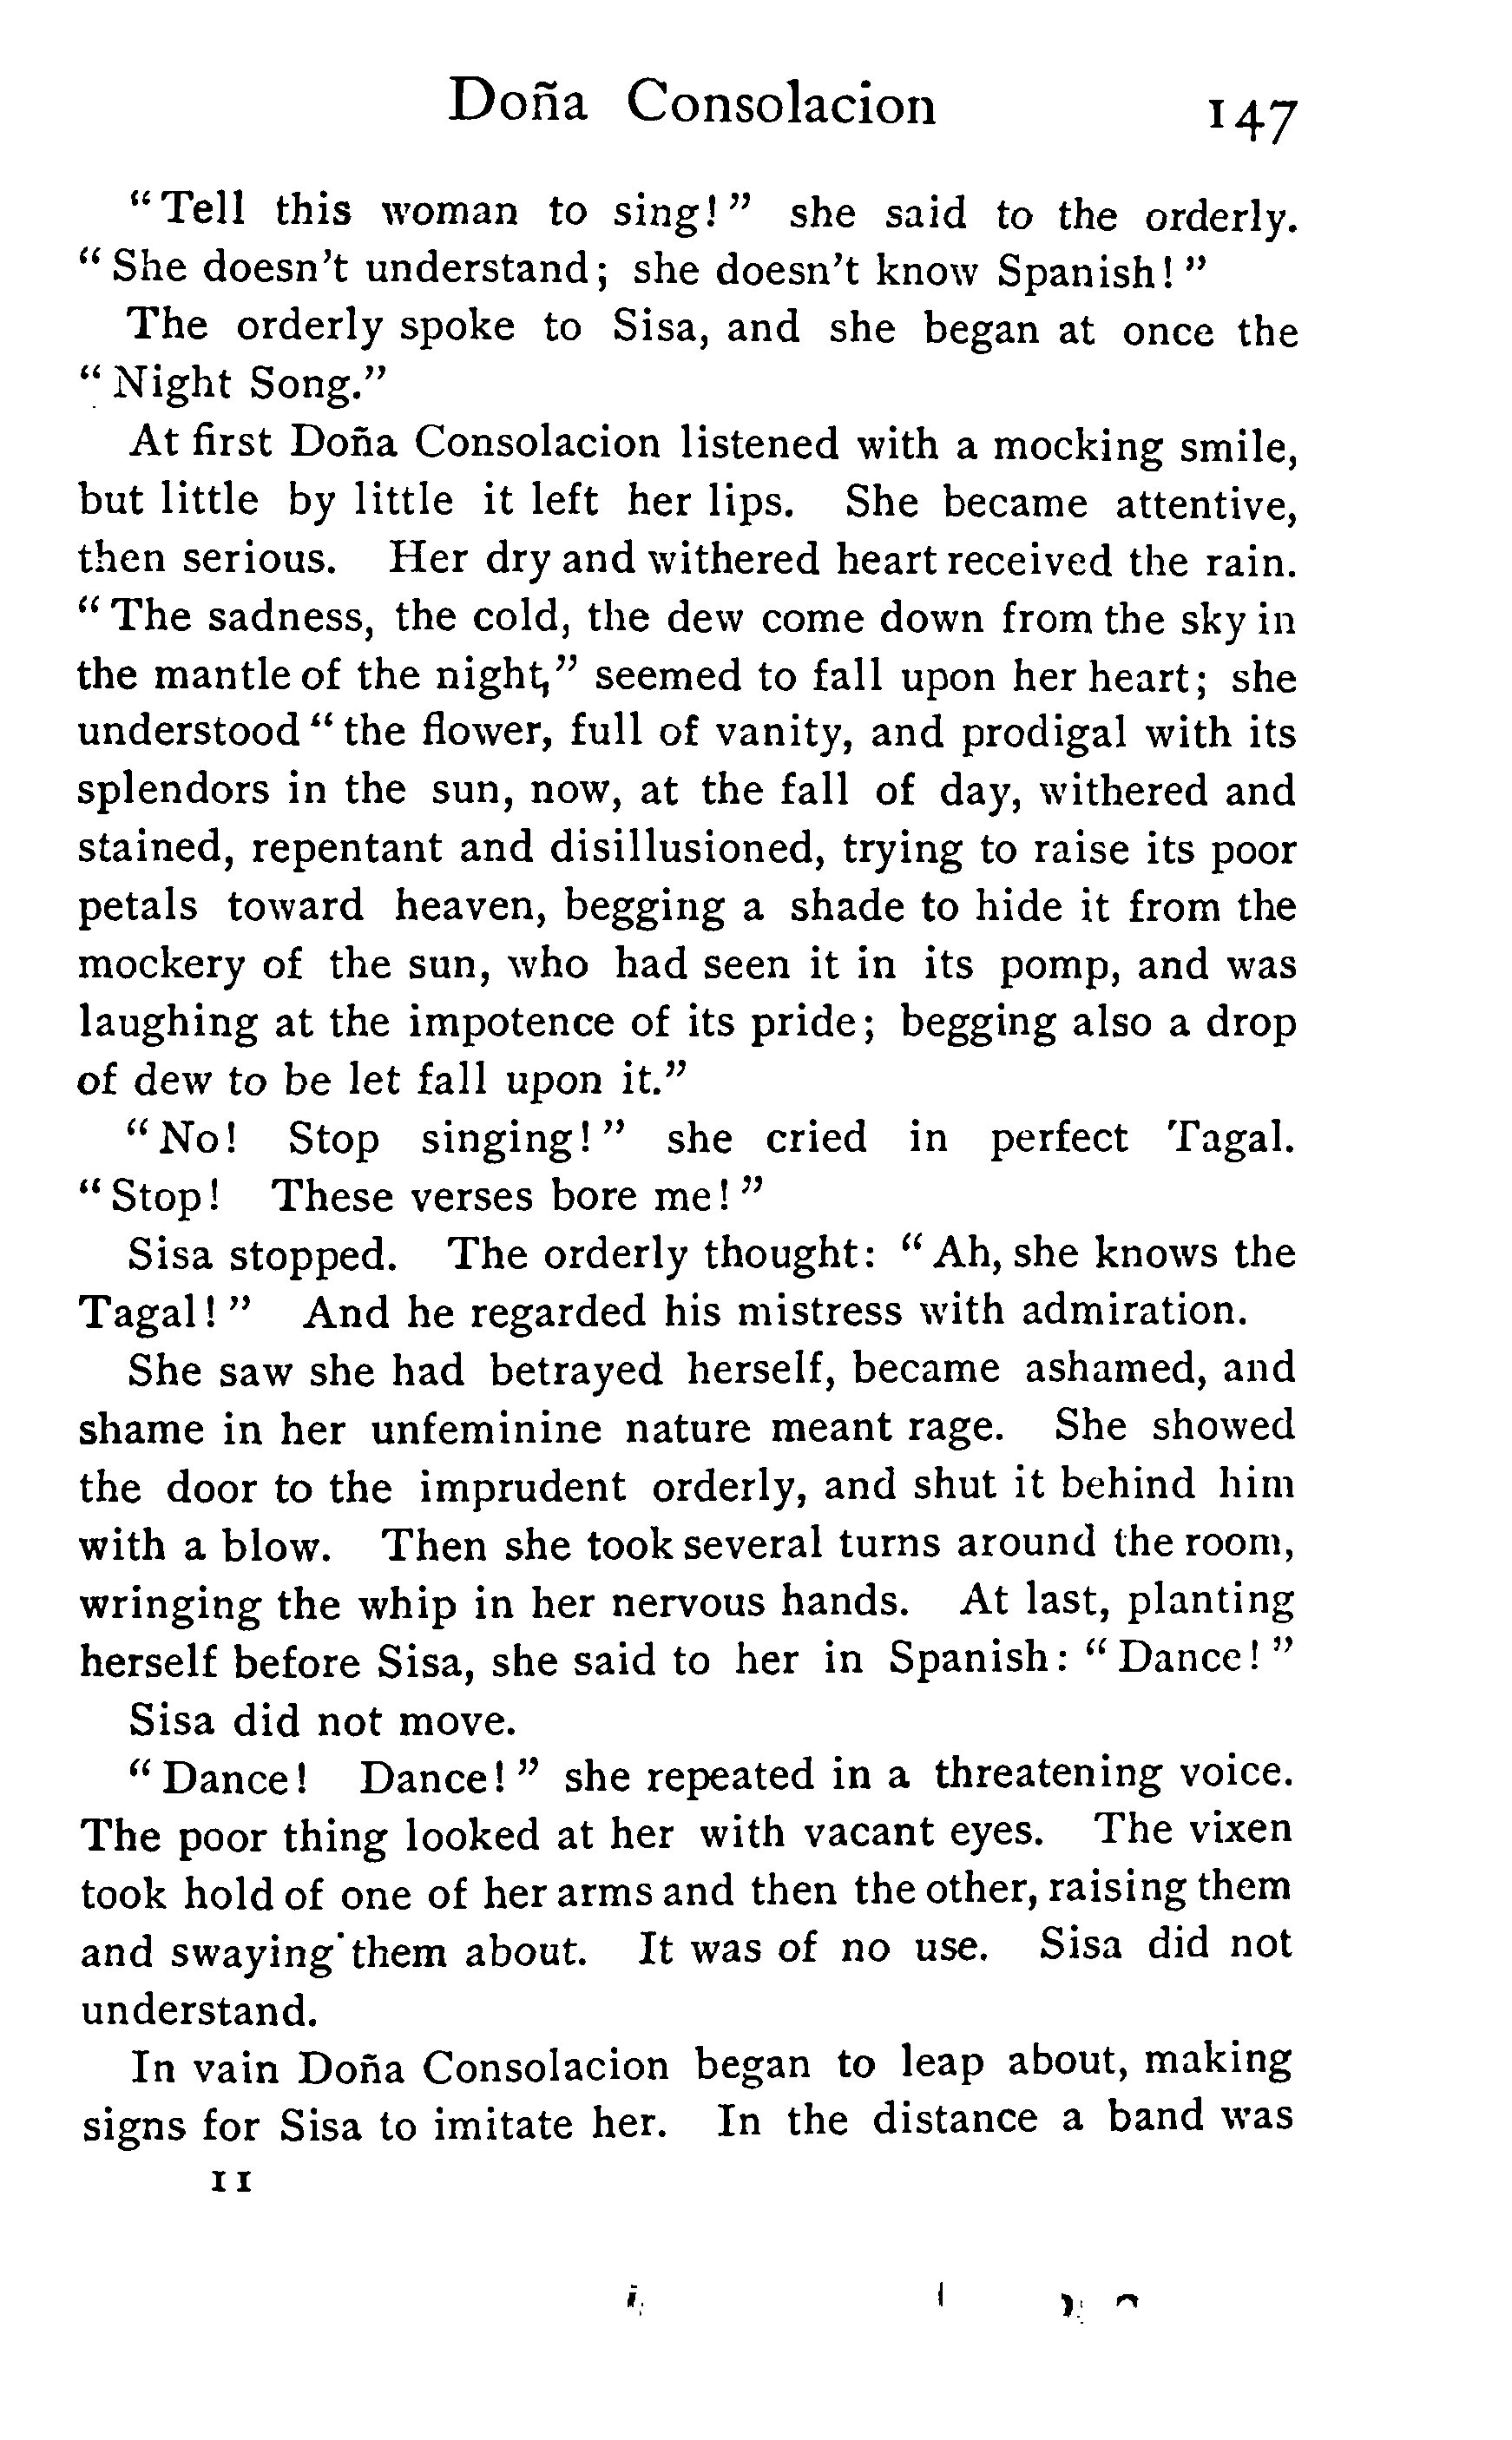 Doña Consolacion 147
"Tell this woman to sing!" she said to the orderly.
"She doesn't understand; she doesn't know Spanish!"
The orderly spoke to Sisa, and she began at once the
"Night Song."
At first Doña Consolacion listened with a mocking smile,
but little by little it left her lips. She became attentive,
then serious. Her dry and withered heart received the rain.
"The sadness, the cold, the dew come down from the sky in
the mantle of the night," seemed to fall upon her heart; she
understood "the flower, full of vanity, and prodigal with its
splendors in the sun, now, at the fall of day, withered and
stained, repentant and disillusioned, trying to raise its poor
petals toward heaven, begging a shade to hide it from the
mockery of the sun, who had seen it in its pomp, and was
laughing at the impotence of its pride; begging also a drop
of dew to be let fall upon it."
"No! Stop singing!" she cried in perfect Tagal.
"Stop! These verses bore me!"
Sisa stopped. The orderly thought: "Ah, she knows the
Tagal!" And he regarded his mistress with admiration.
She saw she had betrayed herself, became ashamed, and
shame in her unfeminine nature meant rage. She showed
the door to the imprudent orderly, and shut it behind him
with a blow. Then she took several turns around the room,
wringing the whip in her nervous hands. At last, planting
herself before Sisa, she said to her in Spanish: "Dance!"
Sisa did not move.
"Dance! Dance!" she repeated in a threatening voice.
The poor thing looked at her with vacant eyes. The vixen
took hold of one of her arms and then the other, raising them
and swaying them about. It was of no use. Sisa did not
understand.
In vain Doña Consolacion began to leap about, making
signs for Sisa to imitate her. In the distance a band was
11